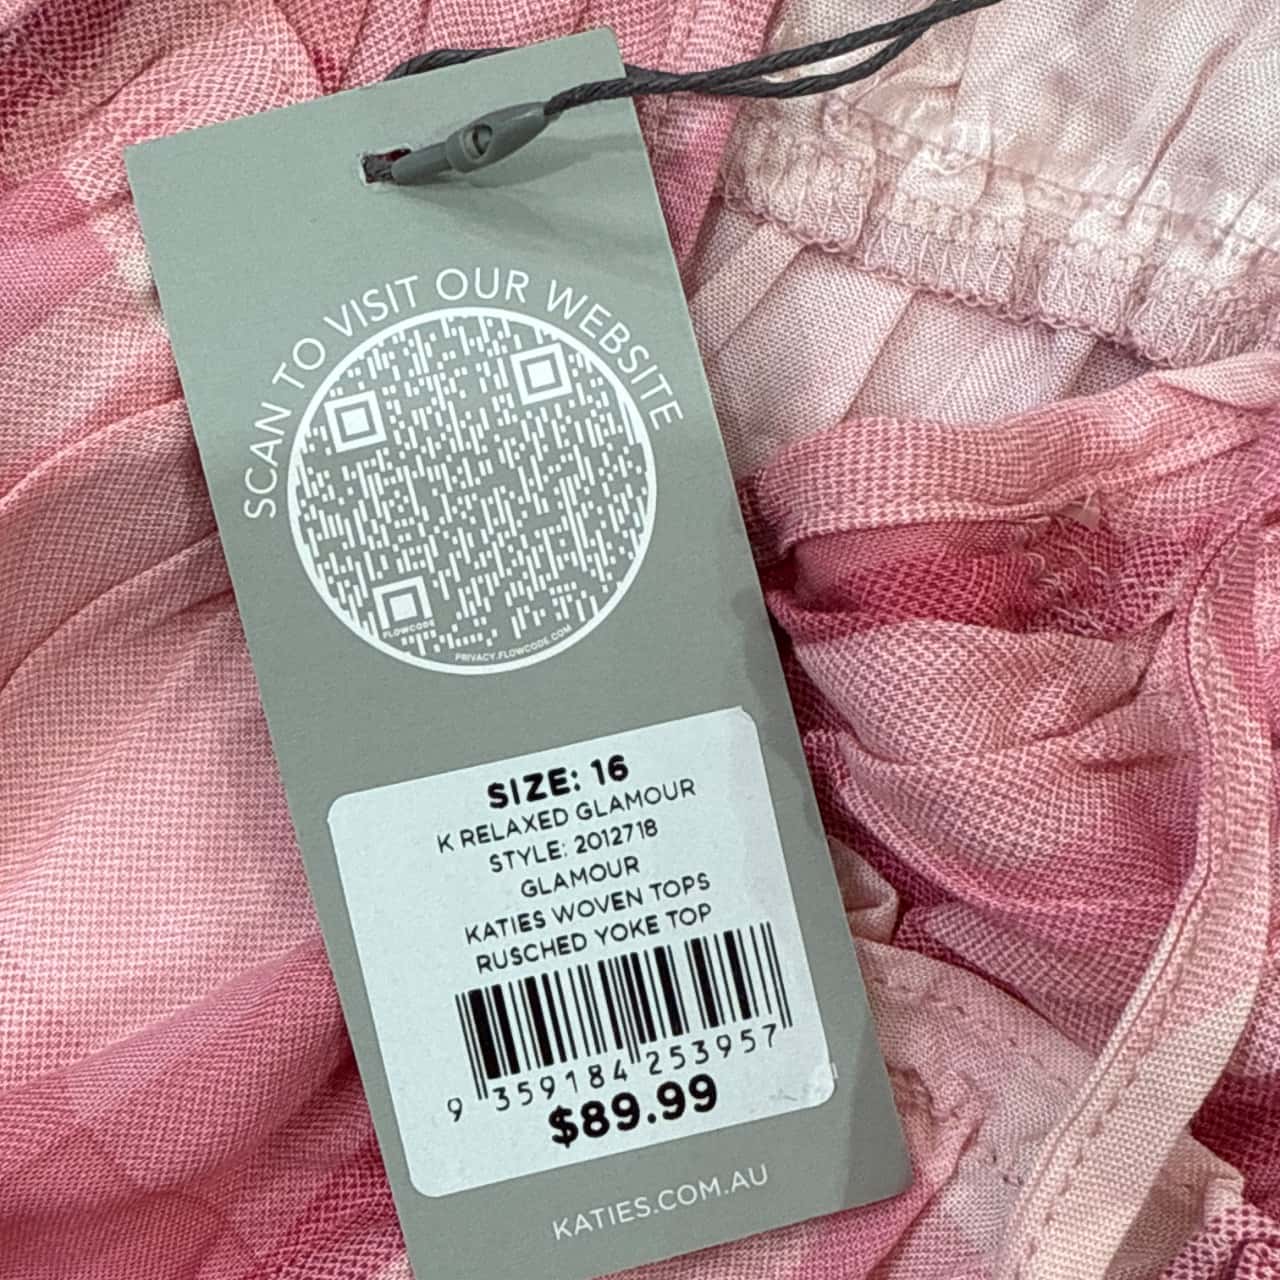 SCAN TO VISIT OUR WEBSITE
FLOWCODE
PRIVACY.FLOWCODE.COM
SIZE: 16
K RELAXED GLAMOUR
STYLE: 2012718
GLAMOUR
KATIES WOVEN TOPS
RUSCHED YOKE TOP
9 359184 253957
$89.99
KATIES.COM.AU